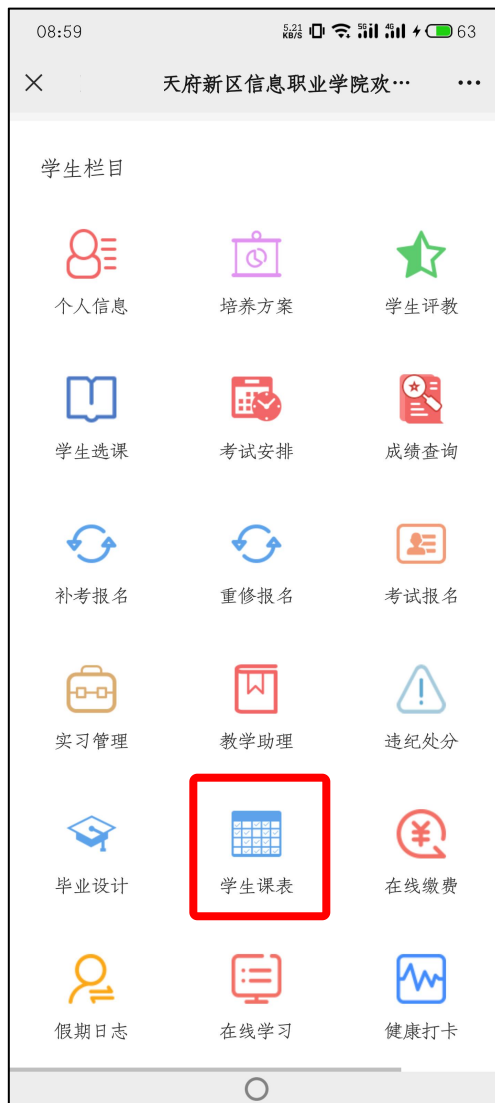 08:59 5.21 KB/S 5G 4G 63
天府新区信息职业学院欢…
学生栏目
个人信息 培养方案 学生评教
学生选课 考试安排 成绩查询
补考报名 重修报名 考试报名
实习管理 教学助理 违纪处分
毕业设计 学生课表 在线缴费
假期日志 在线学习 健康打卡